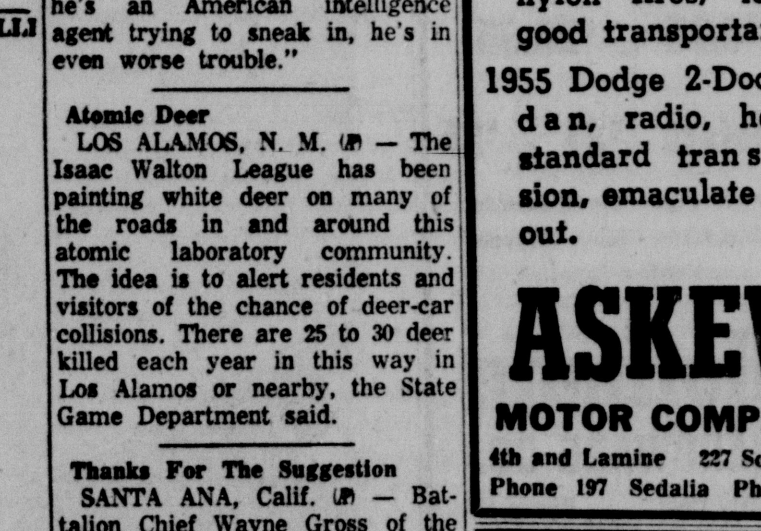 he's an American intelligence
agent trying to sneak in, he's in
even worse trouble."
Atomic Deer
LOS ALAMOS, N. M. (AP) — The
Isaac Walton League has been
painting white deer on many of
the roads in and around this
atomic laboratory community.
The idea is to alert residents and
visitors of the chance of deer-car
collisions. There are 25 to 30 deer
killed each year in this way in
Los Alamos or nearby, the State
Game Department said.
Thanks For The Suggestion
SANTA ANA, Calif. (AP) — Bat-
talion Chief Wayne Gross of the
good transporta
1955 Dodge 2-Doo
dan, radio, he
standard trans
sion, emaculate
out.
ASKEW
MOTOR COMP
4th and Lamine 227 So
Phone 197 Sedalia Ph